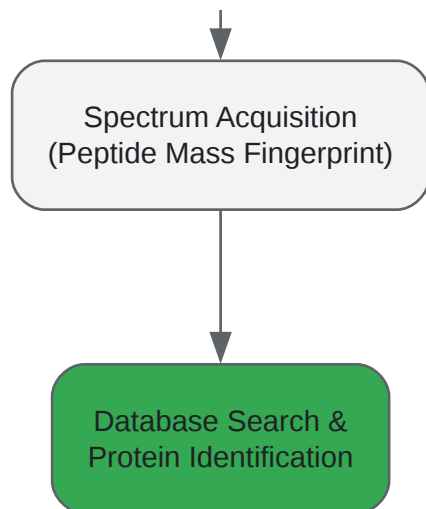 Spectrum Acquisition
(Peptide Mass Fingerprint)
Database Search &
Protein Identification